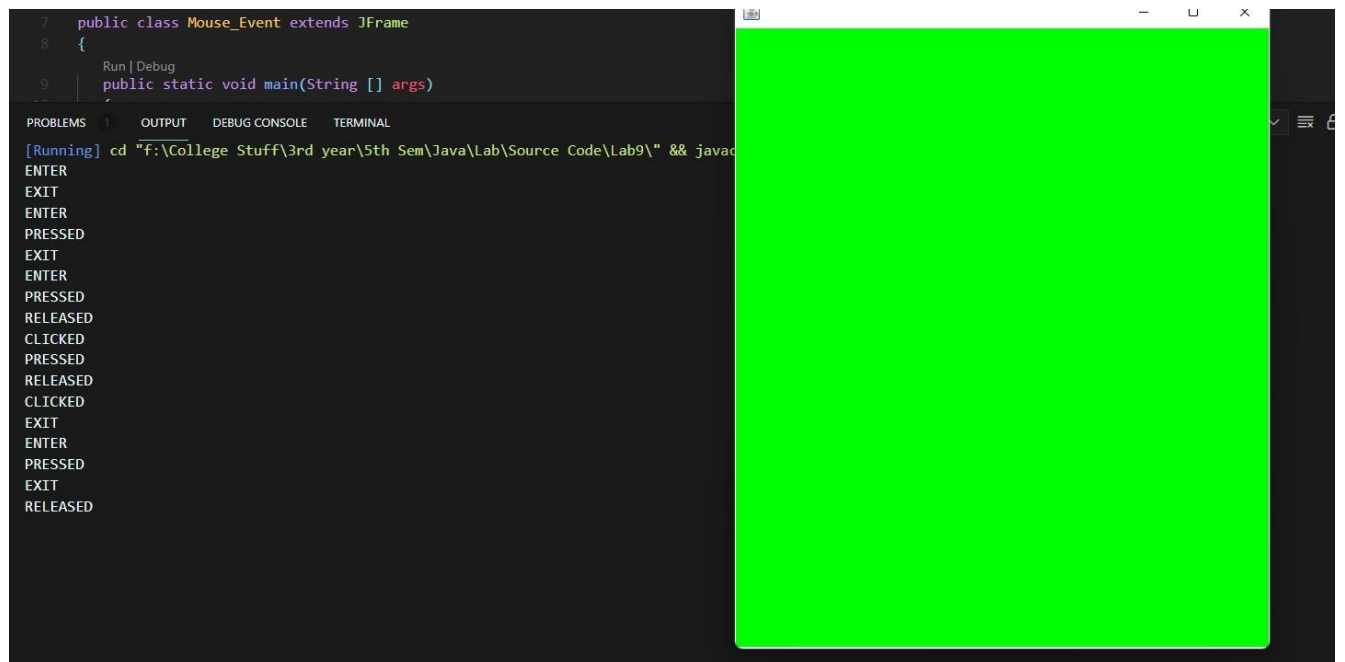 7 public class Mouse_Event extends JFrame
8 {
Run | Debug
9 public static void main(String [] args)
PROBLEMS 1 OUTPUT DEBUG CONSOLE TERMINAL
[Running] cd "f:\College Stuff\3rd year\5th Sem\Java\Lab\Source Code\Lab9\" && javac
ENTER
EXIT
ENTER
PRESSED
EXIT
ENTER
PRESSED
RELEASED
CLICKED
PRESSED
RELEASED
CLICKED
EXIT
ENTER
PRESSED
EXIT
RELEASED